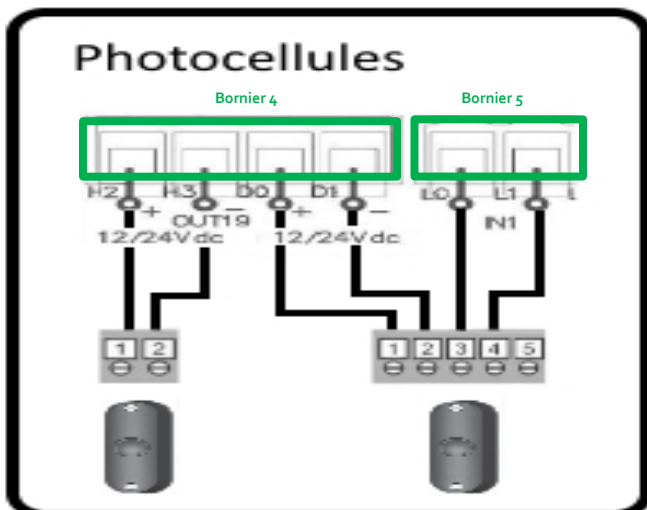 Photocellules
Bornier 4 Bornier 5
H2 H3 D0 D1 L0 L1
+ − + −
OUT19 IN1
12/24Vdc 12/24Vdc
1 2 1 2 3 4 5